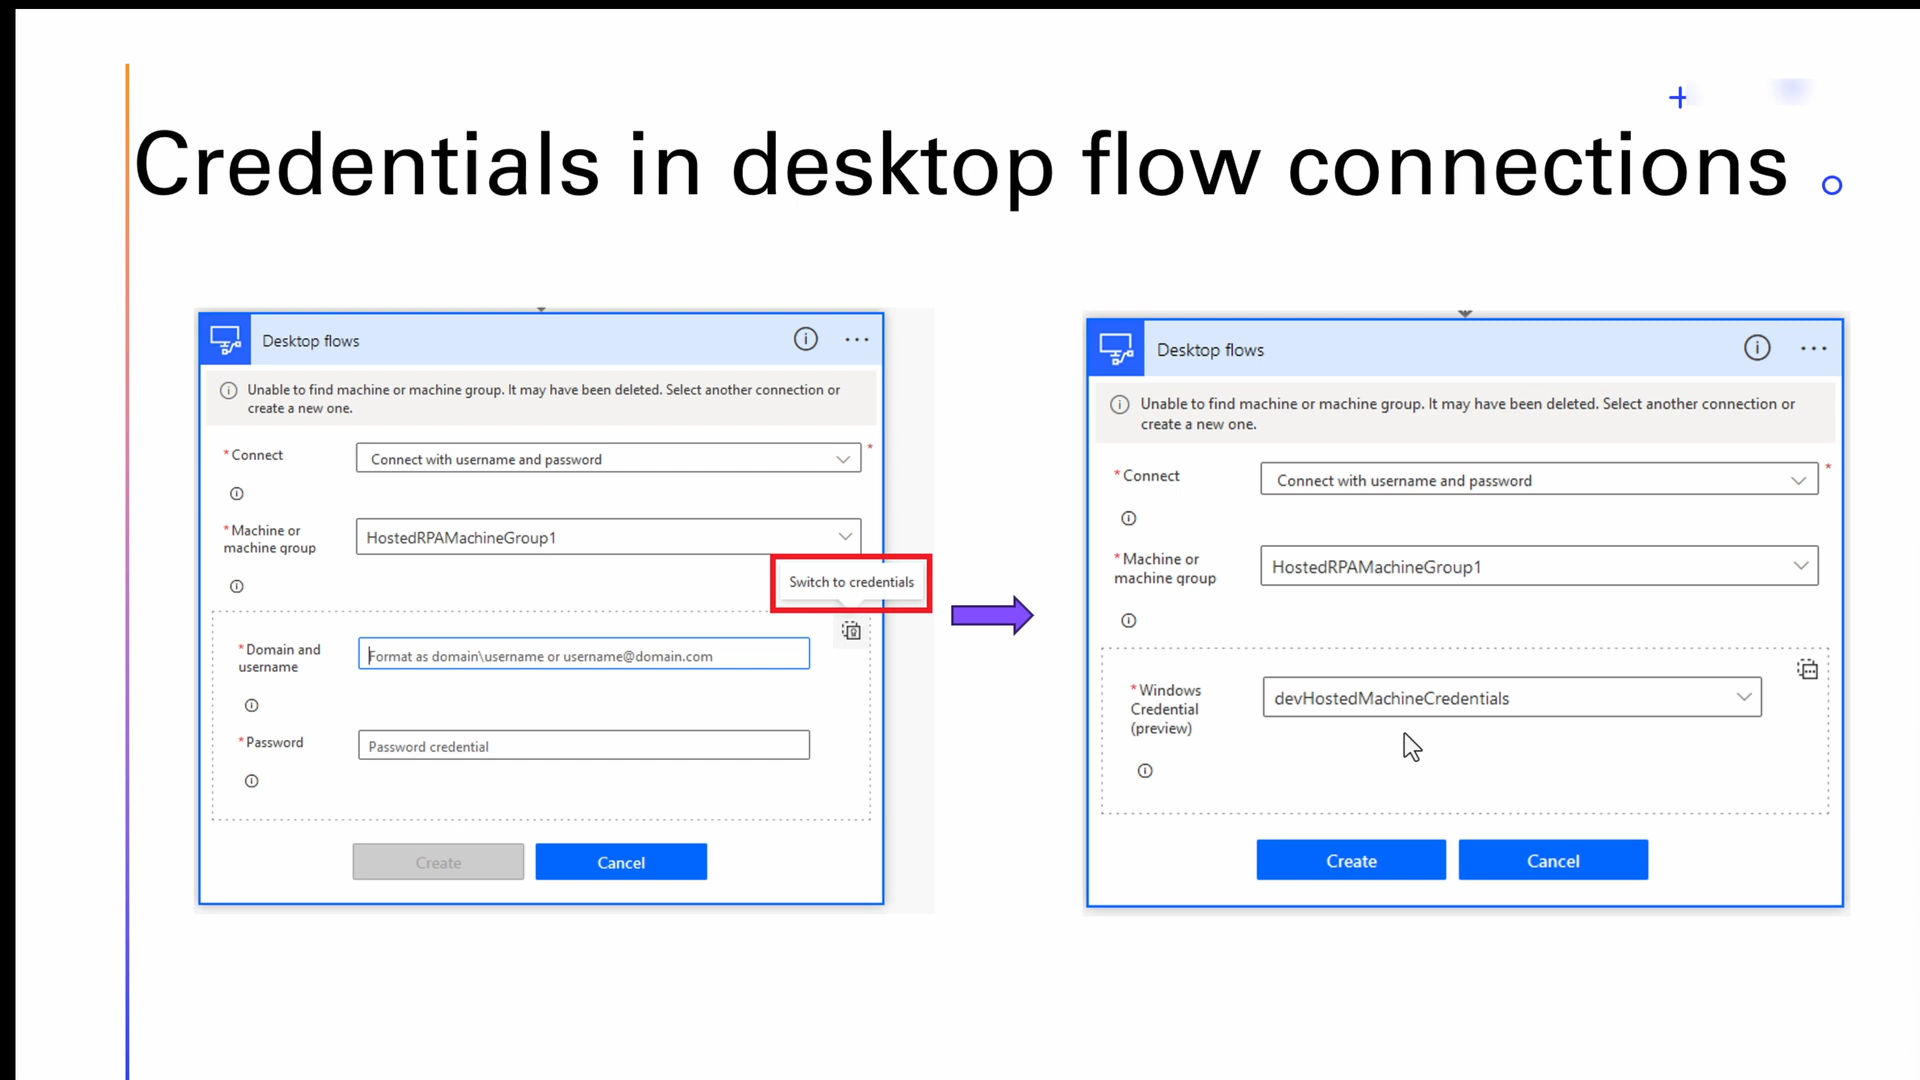 Credentials in desktop flow connections
Desktop flows
Unable to find machine or machine group. It may have been deleted. Select another connection or
create a new one.
* Connect
Connect with username and password
*
* Machine or
machine group
HostedRPAMachineGroup1
Switch to credentials
* Domain and
username
Format as domain\username or username@domain.com
* Password
Password credential
Create
Cancel
Desktop flows
Unable to find machine or machine group. It may have been deleted. Select another connection or
create a new one.
* Connect
Connect with username and password
*
* Machine or
machine group
HostedRPAMachineGroup1
* Windows
Credential
(preview)
devHostedMachineCredentials
Create
Cancel